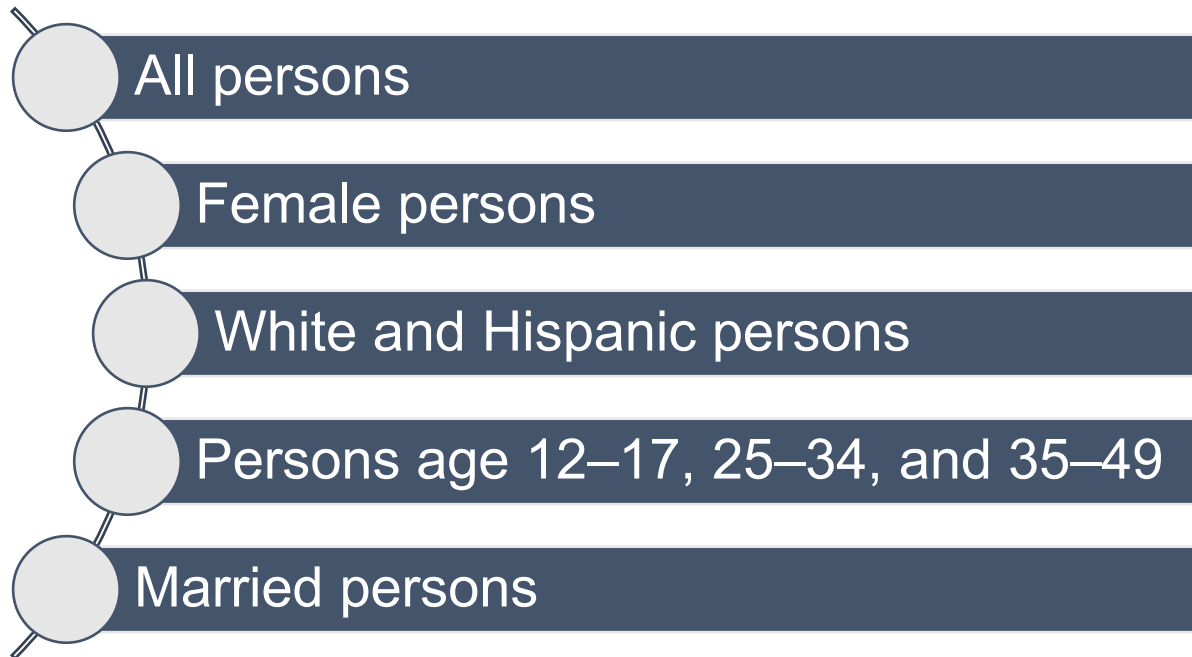 All persons
Female persons
White and Hispanic persons
Persons age 12–17, 25–34, and 35–49
Married persons